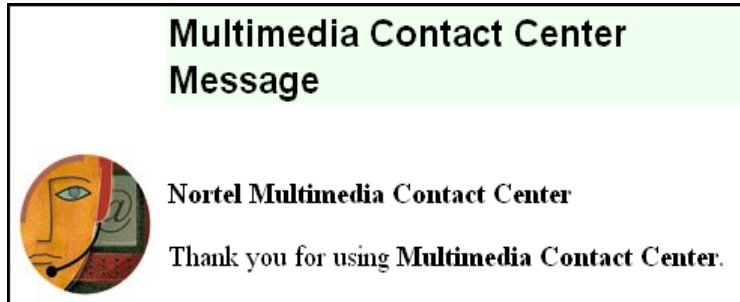 Multimedia Contact Center
Message
@
Nortel Multimedia Contact Center
Thank you for using Multimedia Contact Center.